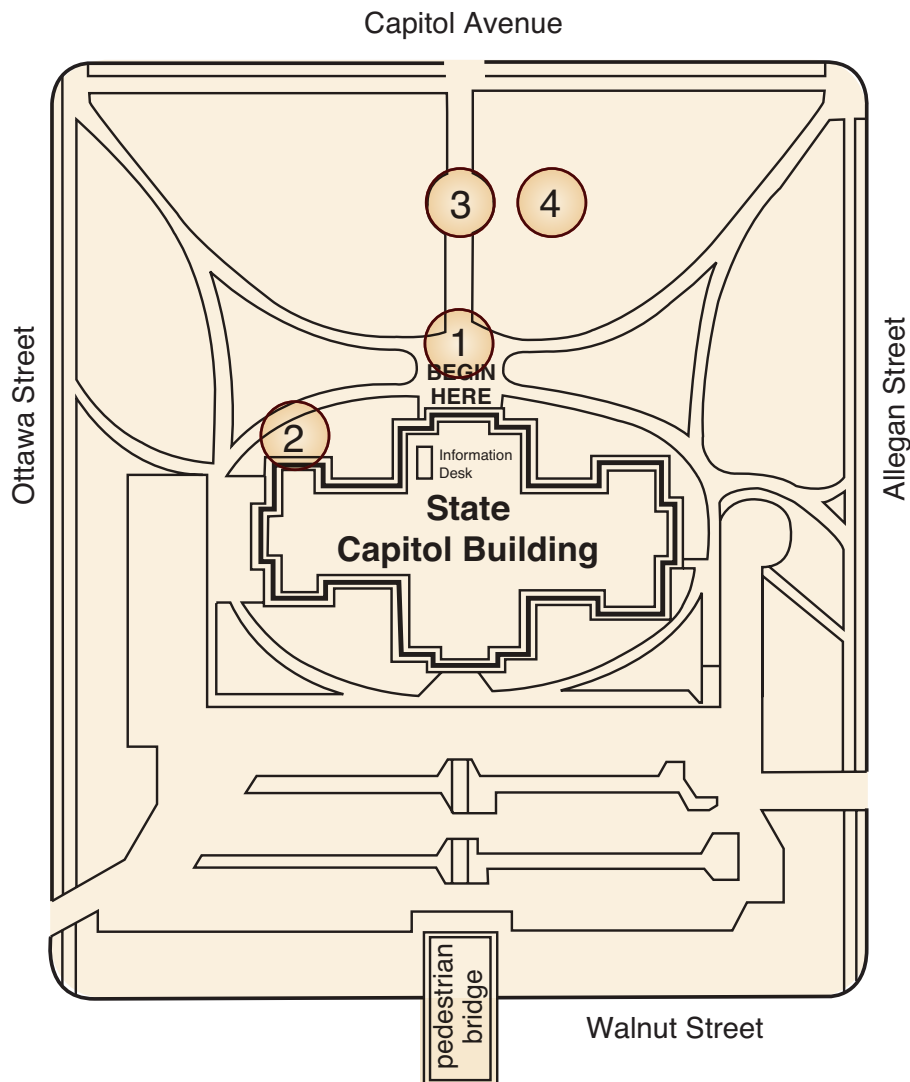 Capitol Avenue
3
4
Ottawa Street
Allegan Street
1
BEGIN
HERE
2
Information
Desk
State
Capitol Building
pedestrian
bridge
Walnut Street